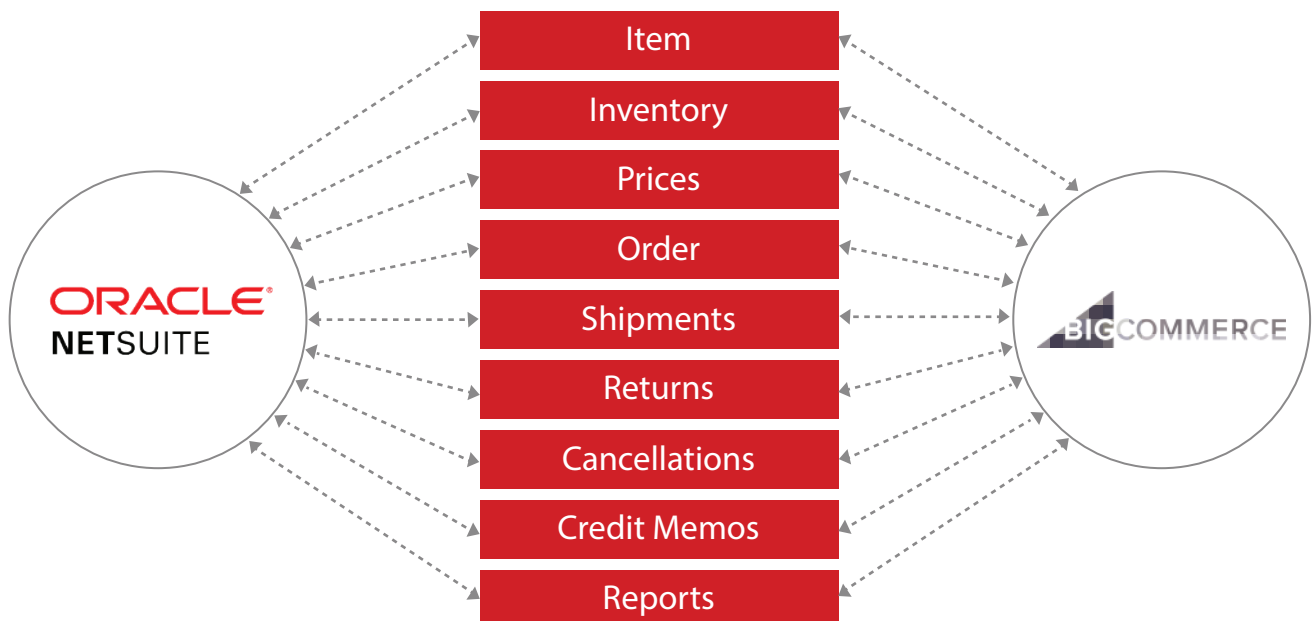 Item
Inventory
Prices
Order
Shipments
Returns
Cancellations
Credit Memos
Reports
ORACLE®
NETSUITE
BIGCOMMERCE